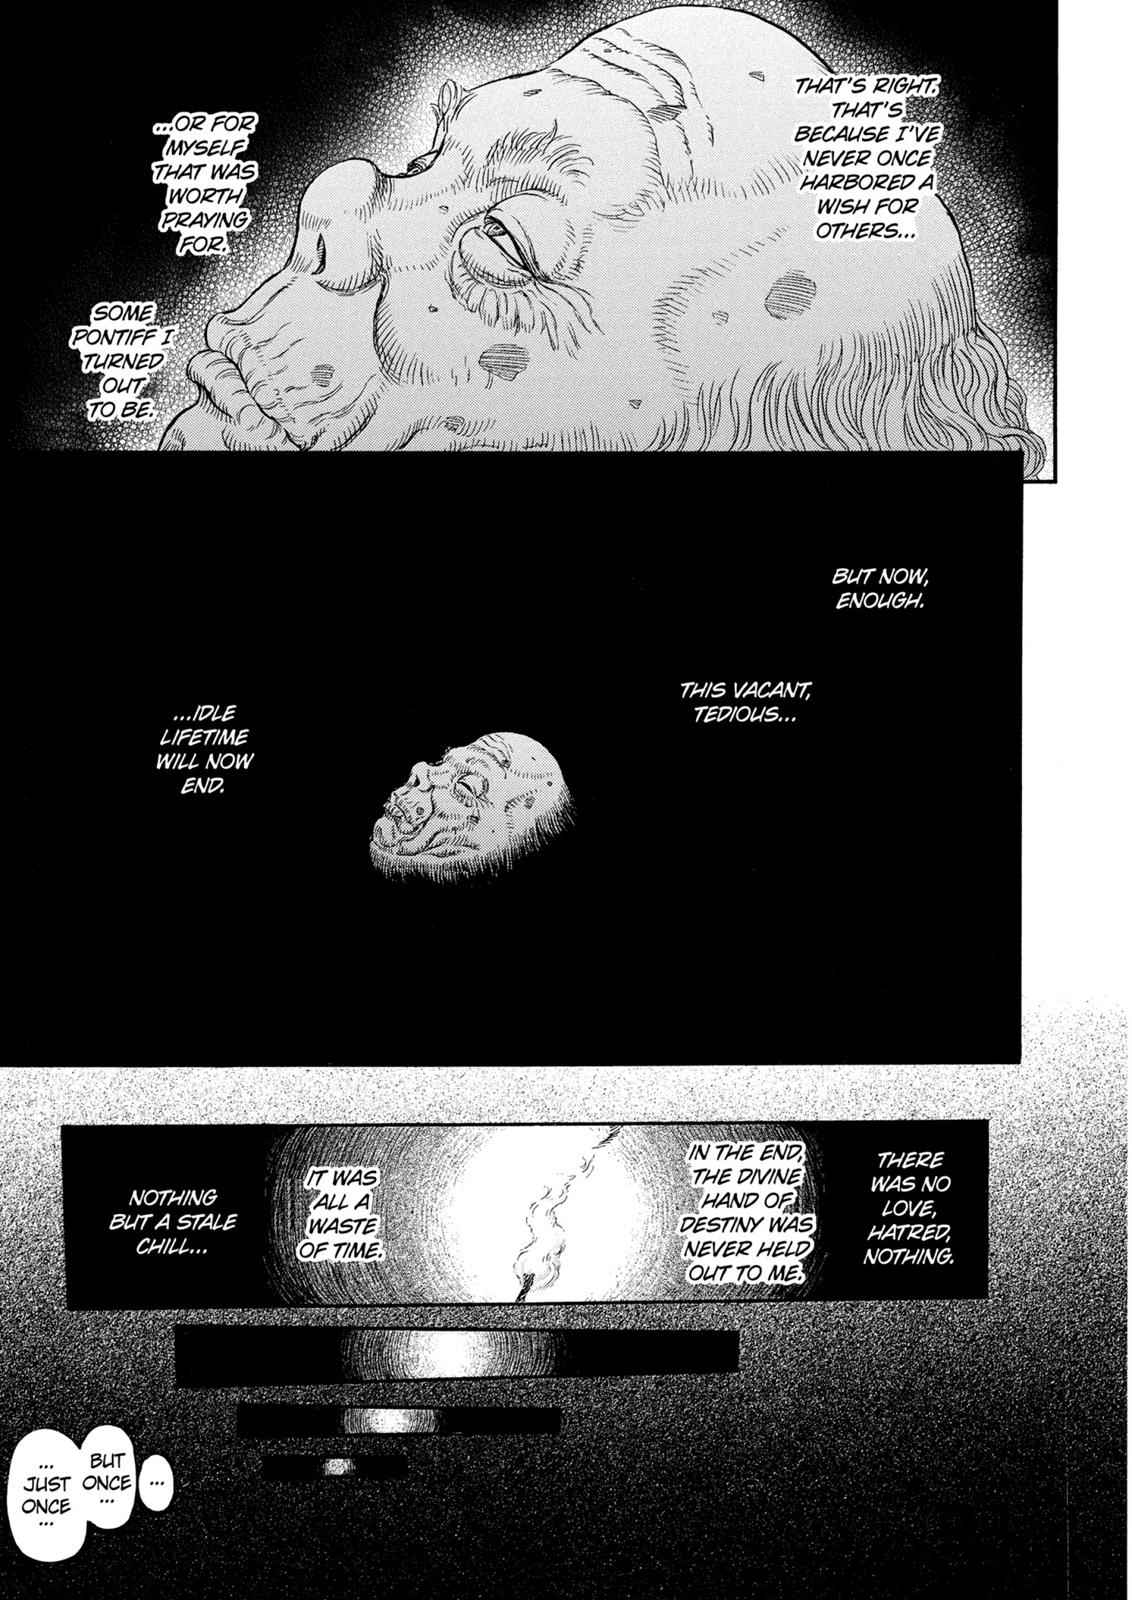 THAT'S RIGHT.
THAT'S
BECAUSE I'VE
NEVER ONCE
HARBORED A
WISH FOR
OTHERS...
...OR FOR
MYSELF
THAT WAS
WORTH
PRAYING
FOR.
SOME
PONTIFF I
TURNED
OUT
TO BE.
BUT NOW,
ENOUGH.
THIS VACANT,
TEDIOUS...
...IDLE
LIFETIME
WILL NOW
END.
THERE
WAS NO
LOVE,
HATRED,
NOTHING.
IN THE END,
THE DIVINE
HAND OF
DESTINY WAS
NEVER HELD
OUT TO ME.
IT WAS
ALL A
WASTE
OF TIME.
NOTHING
BUT A STALE
CHILL...
...
BUT
ONCE
...
...
JUST
ONCE
...